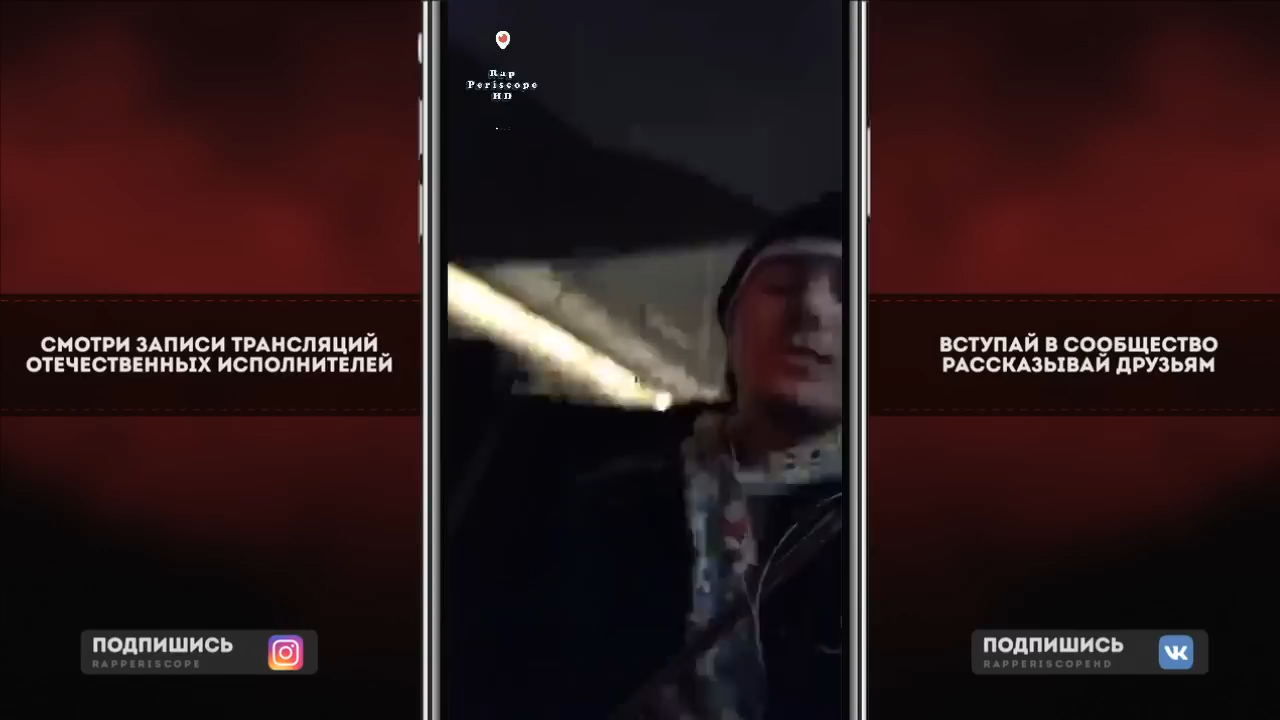 Rap
Periscope
HD
СМОТРИ ЗАПИСИ ТРАНСЛЯЦИЙ
ОТЕЧЕСТВЕННЫХ ИСПОЛНИТЕЛЕЙ
ВСТУПАЙ В СООБЩЕСТВО
РАССКАЗЫВАЙ ДРУЗЬЯМ
ПОДПИШИСЬ
RAPPERISCOPE
ПОДПИШИСЬ
RAPPERISCOPEHD